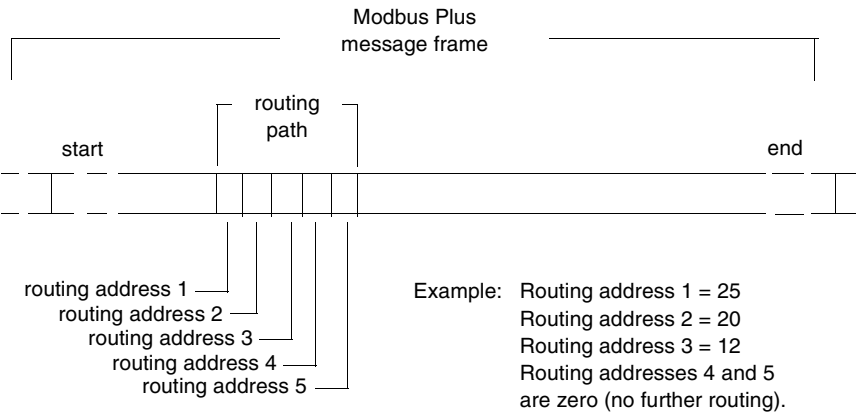 Modbus Plus
message frame
routing
path
start
end
routing address 1
routing address 2
routing address 3
routing address 4
routing address 5
Example: Routing address 1 = 25
Routing address 2 = 20
Routing address 3 = 12
Routing addresses 4 and 5
are zero (no further routing).